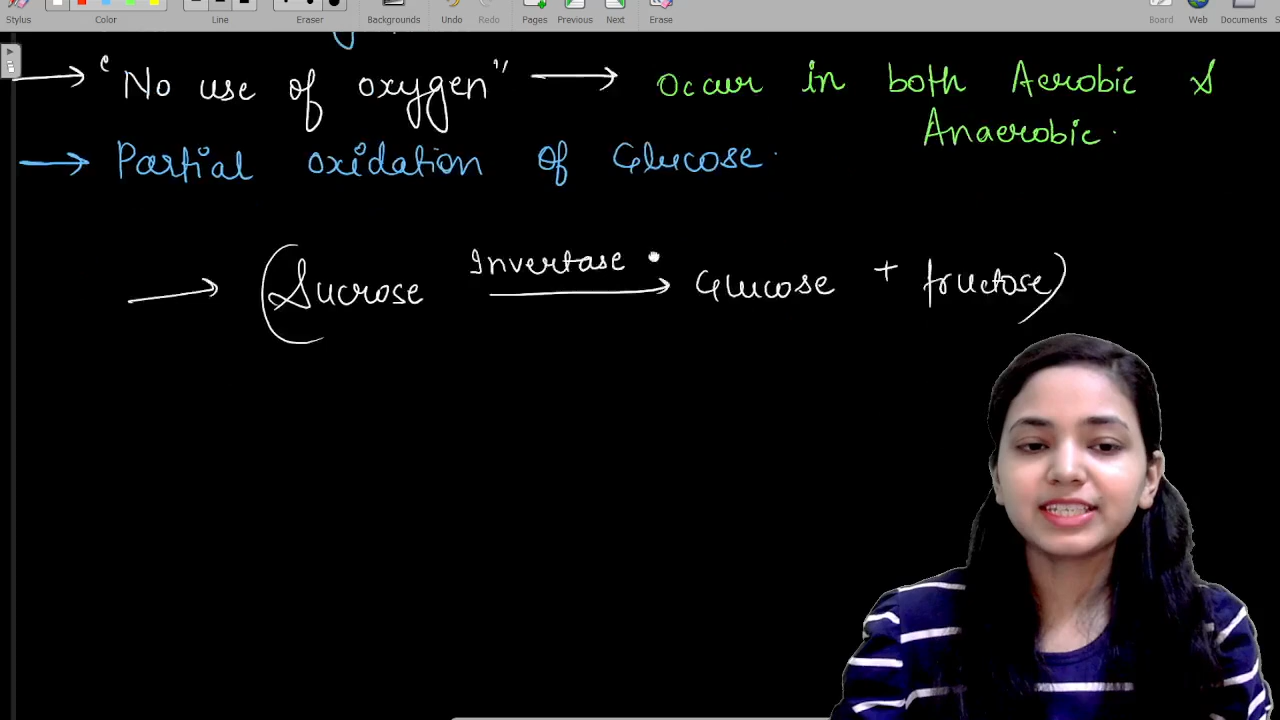 Stylus Color Line Eraser Backgrounds Undo Redo Pages Previous Next Erase Board Web Documents
→ "No use of oxygen" → Occur in both Aerobic &
Anaerobic.
→ Partial oxidation of Glucose.
Invertase
→ (Sucrose → Glucose + fructose)